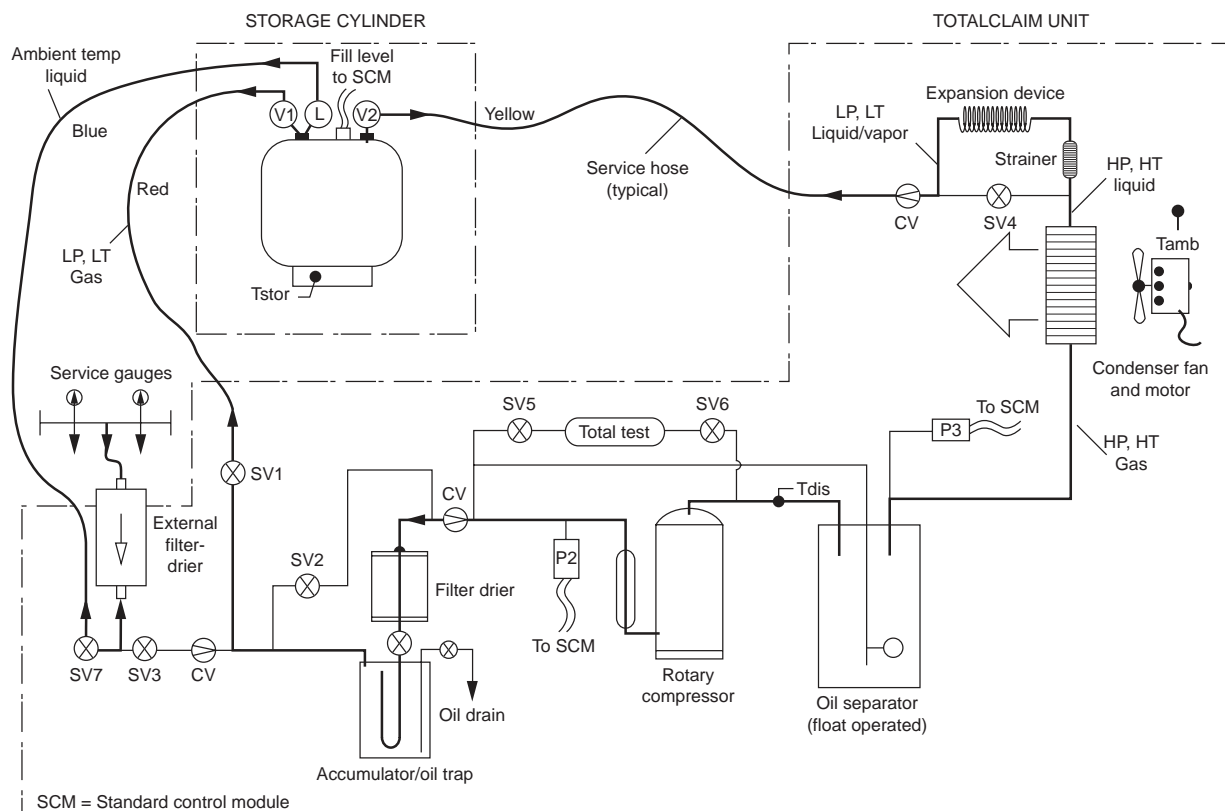 STORAGE CYLINDER
TOTALCLAIM UNIT
Ambient temp
liquid
Fill level
to SCM
V1
L
V2
Yellow
Blue
Red
LP, LT
Gas
Tstor
Service hose
(typical)
LP, LT
Liquid/vapor
Expansion device
Strainer
HP, HT
liquid
CV
SV4
Tamb
Condenser fan
and motor
Service gauges
SV1
External
filter-
drier
SV2
SV7
SV3
CV
SV5
Total test
SV6
CV
P2
To SCM
Filter drier
Oil drain
Accumulator/oil trap
Tdis
Rotary
compressor
P3
To SCM
HP, HT
Gas
Oil separator
(float operated)
SCM = Standard control module